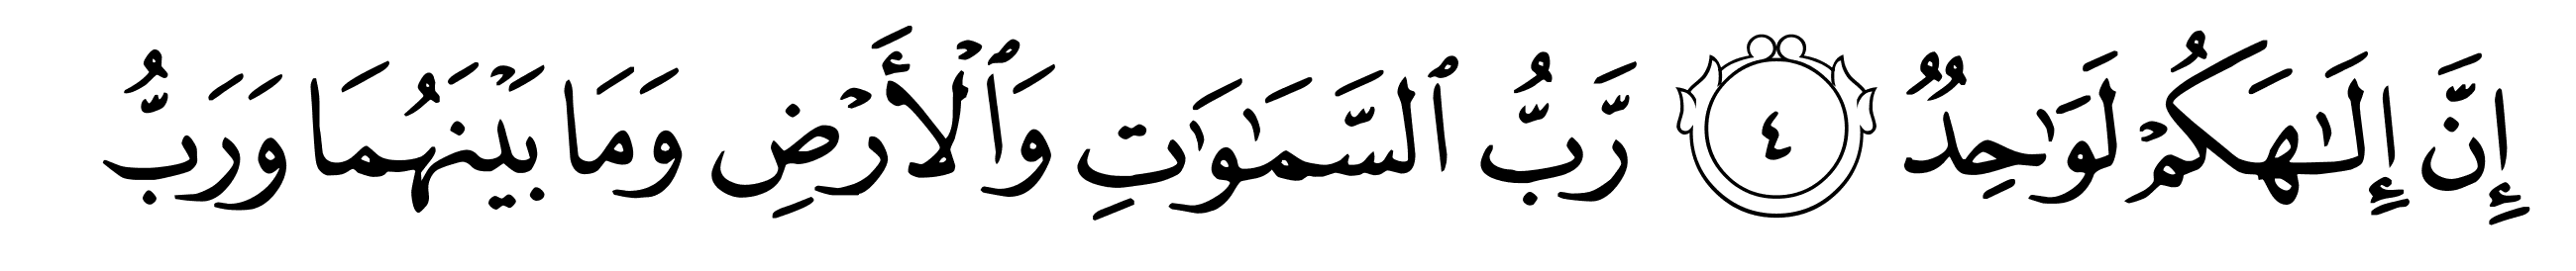 إِنَّ إِلَـٰهَكُمْ لَوَٰحِدٌ ٤ رَّبُّ ٱلسَّمَـٰوَٰتِ وَٱلْأَرْضِ وَمَا بَيْنَهُمَا وَرَبُّ